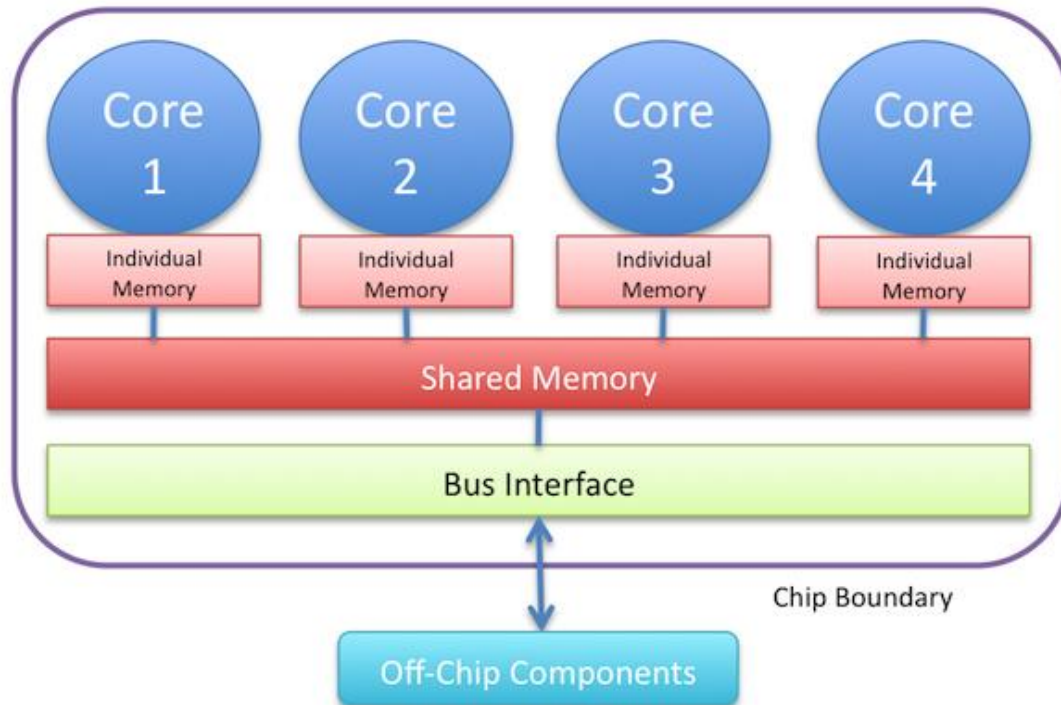 Core
1
Core
2
Core
3
Core
4
Individual
Memory
Individual
Memory
Individual
Memory
Individual
Memory
Shared Memory
Bus Interface
Chip Boundary
Off-Chip Components